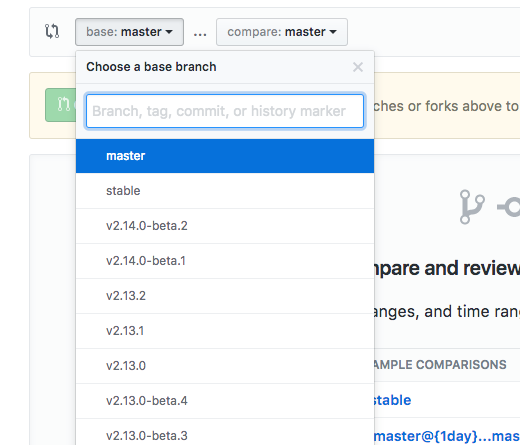 base: master ... compare: master
Choose a base branch
Branch, tag, commit, or history marker
ches or forks above to
master
stable
v2.14.0-beta.2
v2.14.0-beta.1
mpare and review
v2.13.2
anges, and time ran
v2.13.1
v2.13.0
AMPLE COMPARISONS
v2.13.0-beta.4
stable
v2.13.0-beta.3
master@{1day}...mas